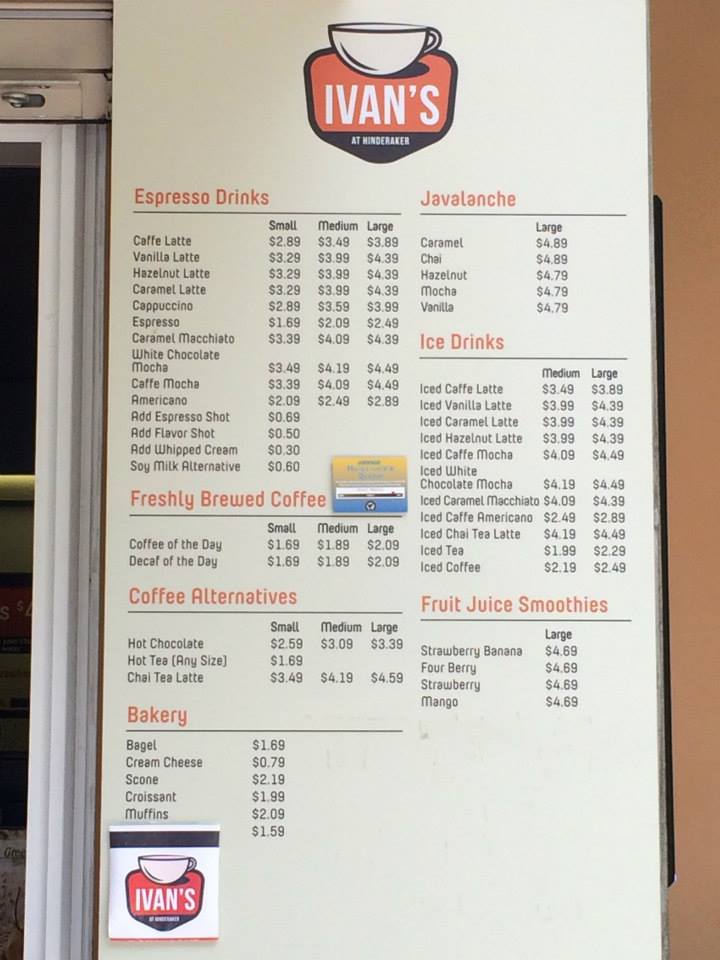 IVAN'S
AT HINDERAKER
Espresso Drinks
Small Medium Large
Caffe Latte $2.89 $3.49 $3.89
Vanilla Latte $3.29 $3.99 $4.39
Hazelnut Latte $3.29 $3.99 $4.39
Caramel Latte $3.29 $3.99 $4.39
Cappuccino $2.89 $3.59 $3.99
Espresso $1.69 $2.09 $2.49
Caramel Macchiato $3.39 $4.09 $4.39
White Chocolate
Mocha $3.49 $4.19 $4.49
Caffe Mocha $3.39 $4.09 $4.49
Americano $2.09 $2.49 $2.89
Add Espresso Shot $0.69
Add Flavor Shot $0.50
Add Whipped Cream $0.30
Soy Milk Alternative $0.60
Freshly Brewed Coffee
Small Medium Large
Coffee of the Day $1.69 $1.89 $2.09
Decaf of the Day $1.69 $1.89 $2.09
Coffee Alternatives
Small Medium Large
Hot Chocolate $2.59 $3.09 $3.39
Hot Tea (Any Size) $1.69
Chai Tea Latte $3.49 $4.19 $4.59
Bakery
Bagel $1.69
Cream Cheese $0.79
Scone $2.19
Croissant $1.99
Muffins $2.09
$1.59
IVAN'S
AT HINDERAKER
Javalanche
Large
Caramel $4.89
Chai $4.89
Hazelnut $4.79
Mocha $4.79
Vanilla $4.79
Ice Drinks
Medium Large
Iced Caffe Latte $3.49 $3.89
Iced Vanilla Latte $3.99 $4.39
Iced Caramel Latte $3.99 $4.39
Iced Hazelnut Latte $3.99 $4.39
Iced Caffe Mocha $4.09 $4.49
Iced White
Chocolate Mocha $4.19 $4.49
Iced Caramel Macchiato $4.09 $4.39
Iced Caffe Americano $2.49 $2.89
Iced Chai Tea Latte $4.19 $4.49
Iced Tea $1.99 $2.29
Iced Coffee $2.19 $2.49
Fruit Juice Smoothies
Large
Strawberry Banana $4.69
Four Berry $4.69
Strawberry $4.69
Mango $4.69